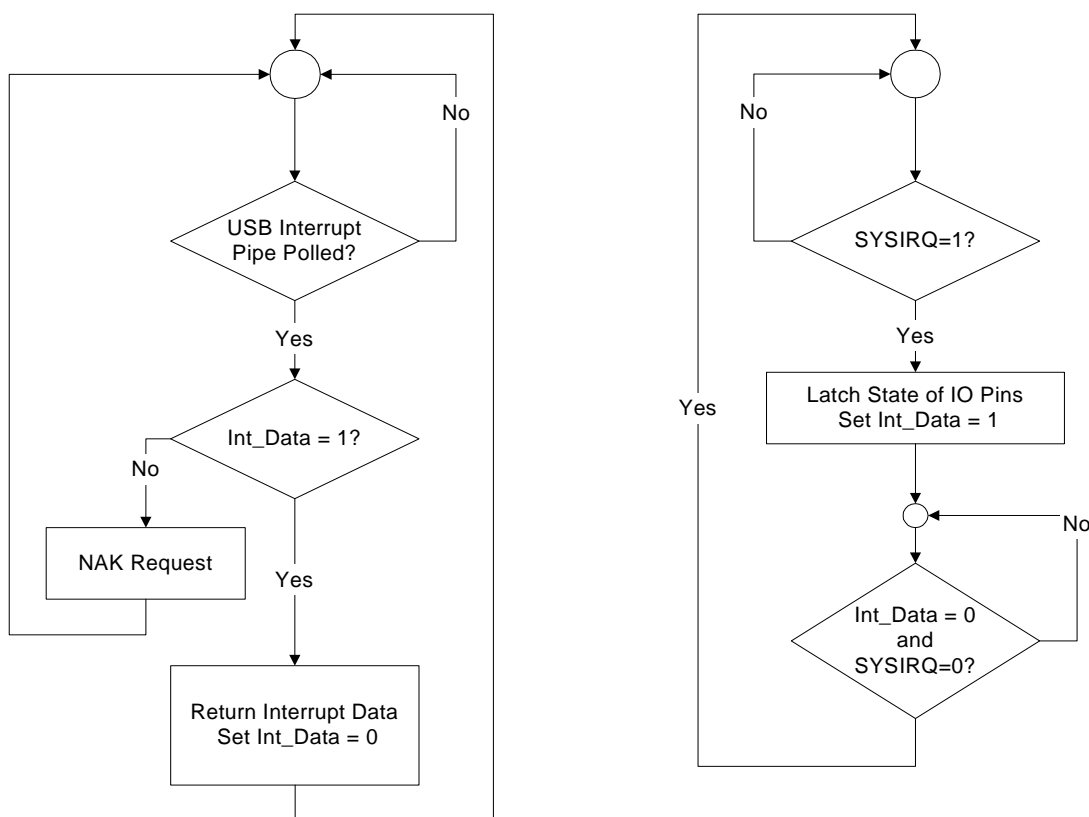 No
USB Interrupt
Pipe Polled?
Yes
Int_Data = 1?
No
NAK Request
Yes
Return Interrupt Data
Set Int_Data = 0
No
SYSIRQ=1?
Yes
Latch State of IO Pins
Set Int_Data = 1
Yes
No
Int_Data = 0
and
SYSIRQ=0?